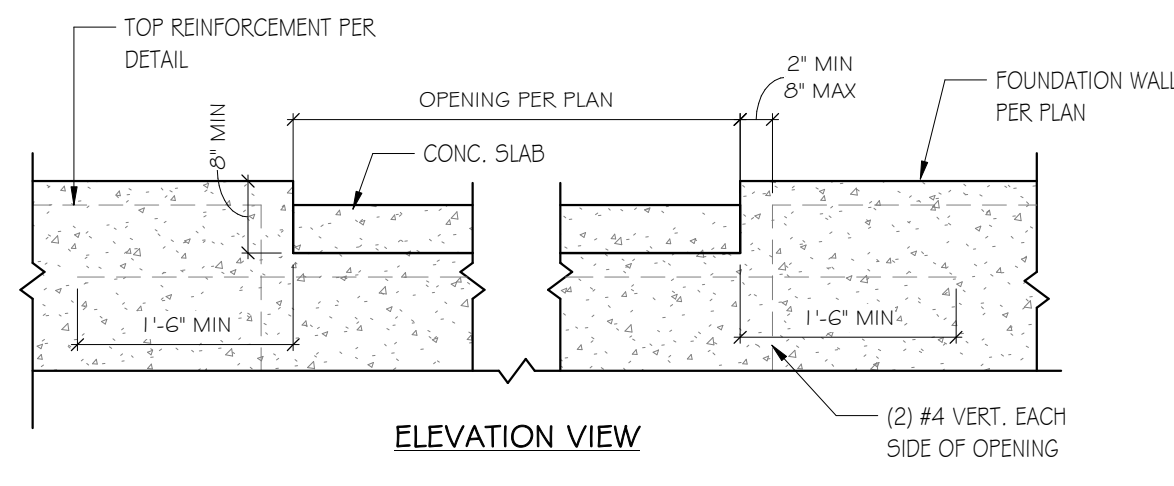 TOP REINFORCEMENT PER
DETAIL
2" MIN
8" MAX
FOUNDATION WALL
PER PLAN
OPENING PER PLAN
8" MIN
CONC. SLAB
1'-6" MIN
1'-6" MIN
(2) #4 VERT. EACH
SIDE OF OPENING
ELEVATION VIEW